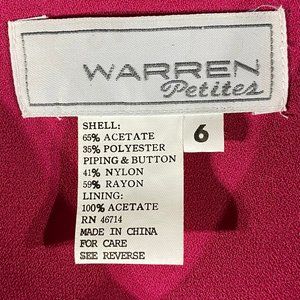 WARREN
Petites
SHELL:
65% ACETATE
35% POLYESTER
PIPING & BUTTON
41% NYLON
59% RAYON
LINING:
100% ACETATE
RN 46714
MADE IN CHINA
FOR CARE
SEE REVERSE
6